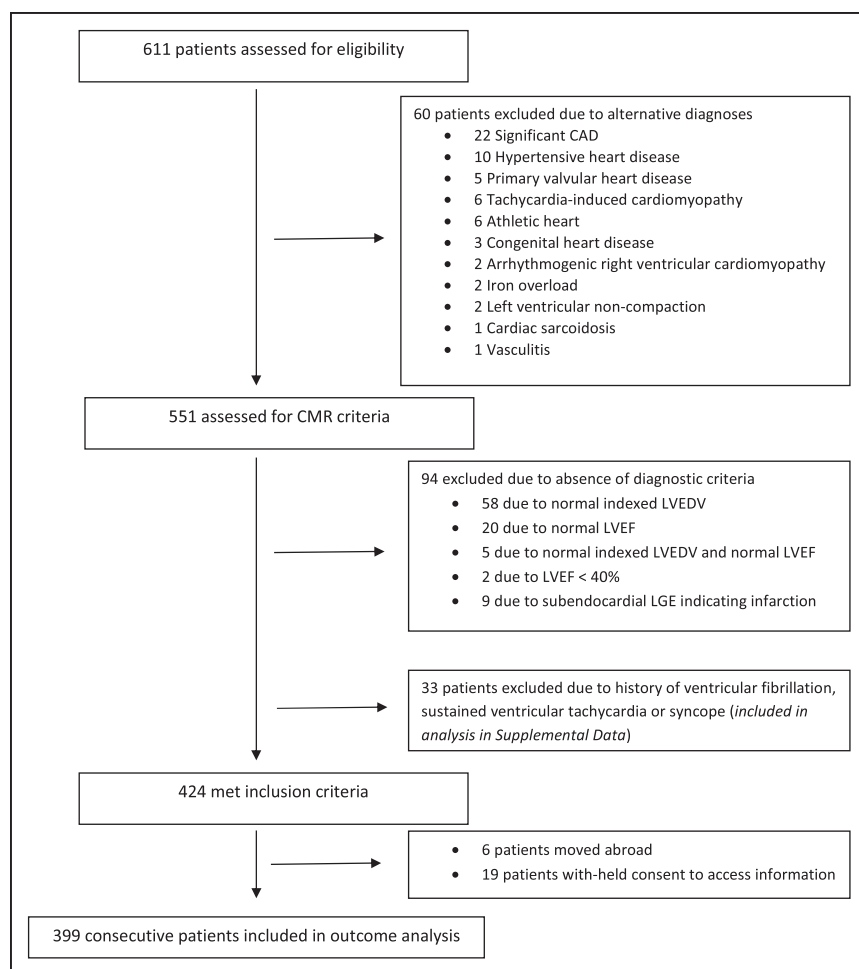 611 patients assessed for eligibility
60 patients excluded due to alternative diagnoses
• 22 Significant CAD
• 10 Hypertensive heart disease
• 5 Primary valvular heart disease
• 6 Tachycardia-induced cardiomyopathy
• 6 Athletic heart
• 3 Congenital heart disease
• 2 Arrhythmogenic right ventricular cardiomyopathy
• 2 Iron overload
• 2 Left ventricular non-compaction
• 1 Cardiac sarcoidosis
• 1 Vasculitis
551 assessed for CMR criteria
94 excluded due to absence of diagnostic criteria
• 58 due to normal indexed LVEDV
• 20 due to normal LVEF
• 5 due to normal indexed LVEDV and normal LVEF
• 2 due to LVEF < 40%
• 9 due to subendocardial LGE indicating infarction
33 patients excluded due to history of ventricular fibrillation,
sustained ventricular tachycardia or syncope (included in
analysis in Supplemental Data)
424 met inclusion criteria
• 6 patients moved abroad
• 19 patients with-held consent to access information
399 consecutive patients included in outcome analysis